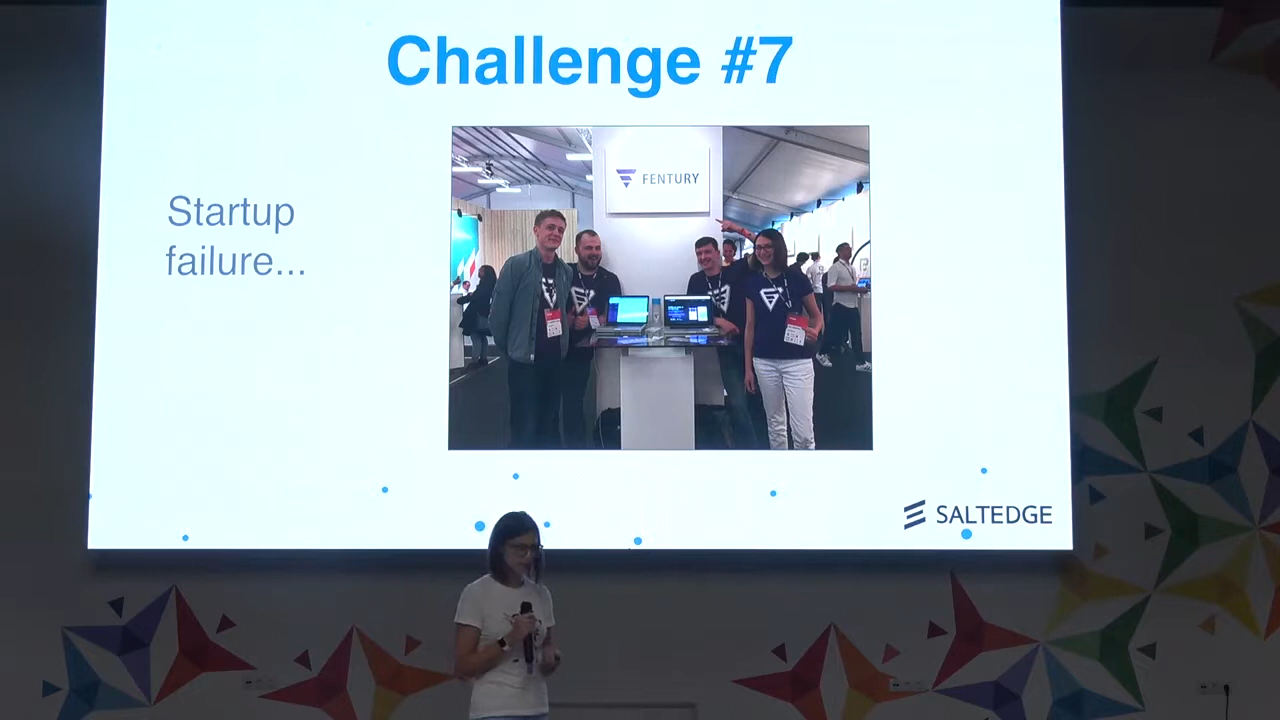 Challenge #7
FENTURY
Startup
failure...
SALTEDGE